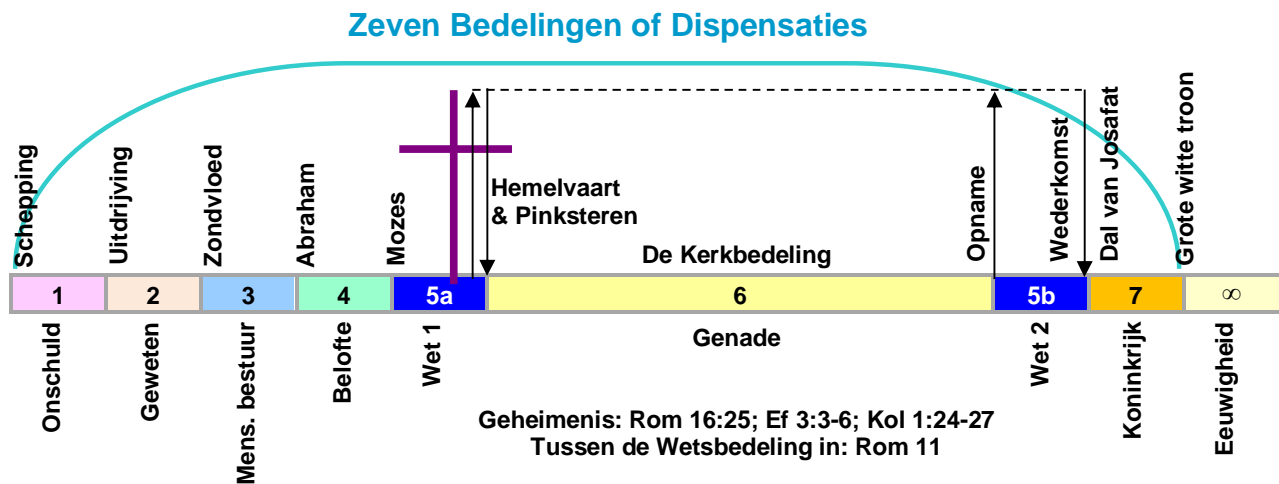 Zeven Bedelingen of Dispensaties
Schepping
Uitdrijving
Zondvloed
Abraham
Mozes
Hemelvaart
& Pinksteren
De Kerkbedeling
Opname
Wederkomst
Dal van Josafat
Grote witte troon
1
2
3
4
5a
6
5b
7
∞
Onschuld
Geweten
Mens. bestuur
Belofte
Wet 1
Genade
Wet 2
Koninkrijk
Eeuwigheid
Geheimenis: Rom 16:25; Ef 3:3-6; Kol 1:24-27
Tussen de Wetsbedeling in: Rom 11